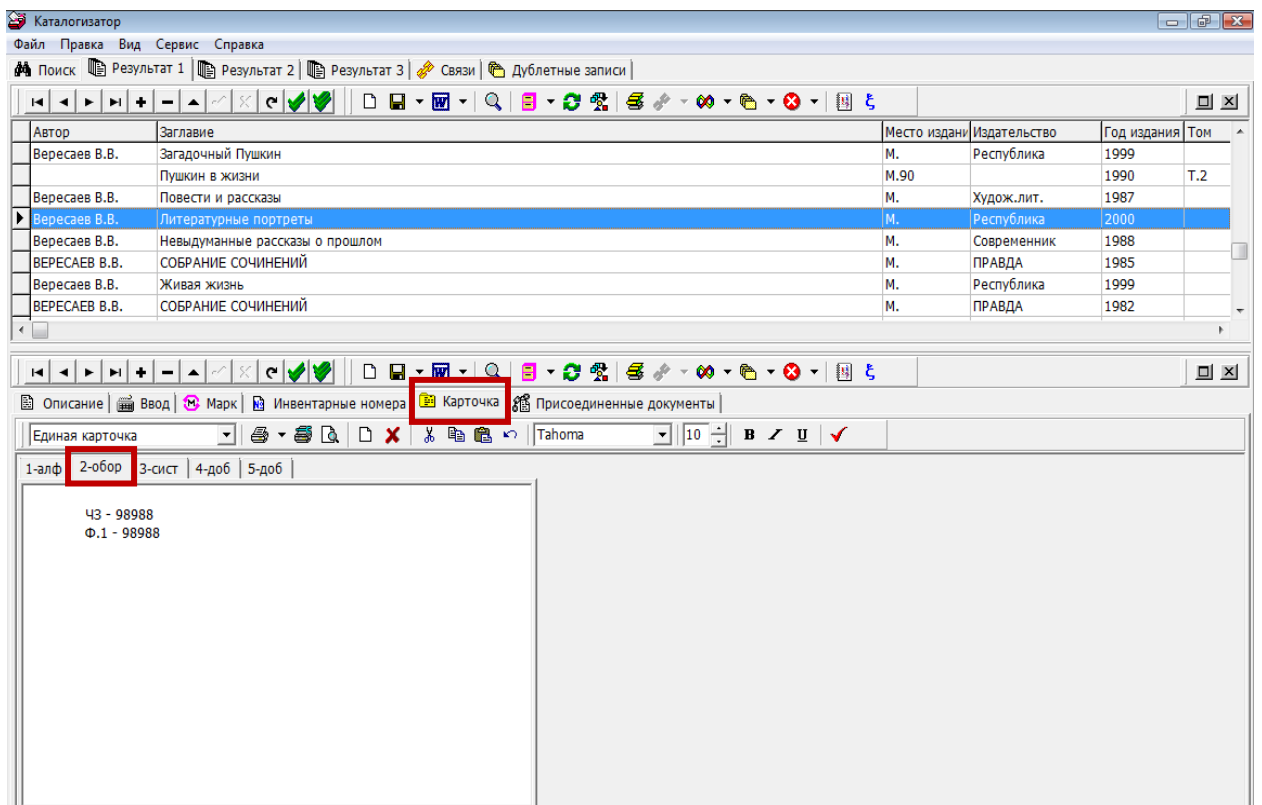 Каталогизатор
Файл Правка Вид Сервис Справка
Поиск Результат 1 Результат 2 Результат 3 Связи Дублетные записи
Автор Заглавие Место издани Издательство Год издания Том
Вересаев В.В. Загадочный Пушкин М. Республика 1999
Пушкин в жизни М.90 1990 Т.2
Вересаев В.В. Повести и рассказы М. Худож.лит. 1987
Вересаев В.В. Литературные портреты М. Республика 2000
Вересаев В.В. Невыдуманные рассказы о прошлом М. Современник 1988
ВЕРЕСАЕВ В.В. СОБРАНИЕ СОЧИНЕНИЙ М. ПРАВДА 1985
Вересаев В.В. Живая жизнь М. Республика 1999
ВЕРЕСАЕВ В.В. СОБРАНИЕ СОЧИНЕНИЙ М. ПРАВДА 1982
Описание Ввод Марк Инвентарные номера Карточка Присоединенные документы
Единая карточка Tahoma 10 B I U
1-алф 2-обор 3-сист 4-доб 5-доб
ЧЗ - 98988
Ф.1 - 98988